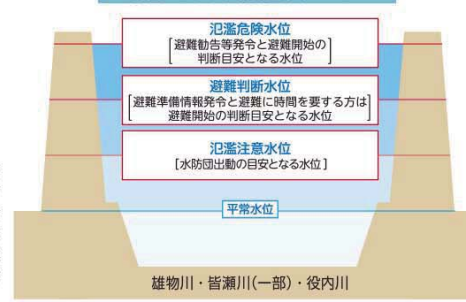 氾濫危険水位
[避難勧告等発令と避難開始の
判断目安となる水位]
避難判断水位
[避難準備情報発令と避難に時間を要する方は
避難開始の判断目安となる水位]
氾濫注意水位
[水防団出動の目安となる水位]
平常水位
雄物川・皆瀬川(一部)・役内川